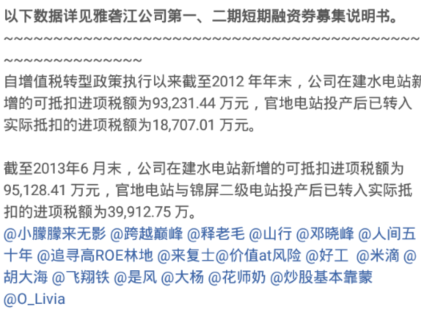 以下数据详见雅砻江公司第一、二期短期融资券募集说明书。
~~~~~~~~~~~~~~~~~~~~~~~~~~~~~~~~~~~~~~~~
~~~~~~~~~~~~~~
自增值税转型政策执行以来截至2012 年年末，公司在建水电站新
增的可抵扣进项税额为93,231.44 万元，官地电站投产后已转入
实际抵扣的进项税额为18,707.01 万元。
截至2013年6 月末，公司在建水电站新增的可抵扣进项税额为
95,128.41 万元，官地电站与锦屏二级电站投产后已转入实际抵
扣的进项税额为39,912.75 万。
@小朦朦来无影 @跨越巅峰 @释老毛 @山行 @邓晓峰 @人间五
十年 @追寻高ROE林地 @来复士@价值at风险 @好工 @米滴 @
胡大海 @飞翔铁 @是风 @大杨 @花师奶 @炒股基本靠蒙
@O_Livia